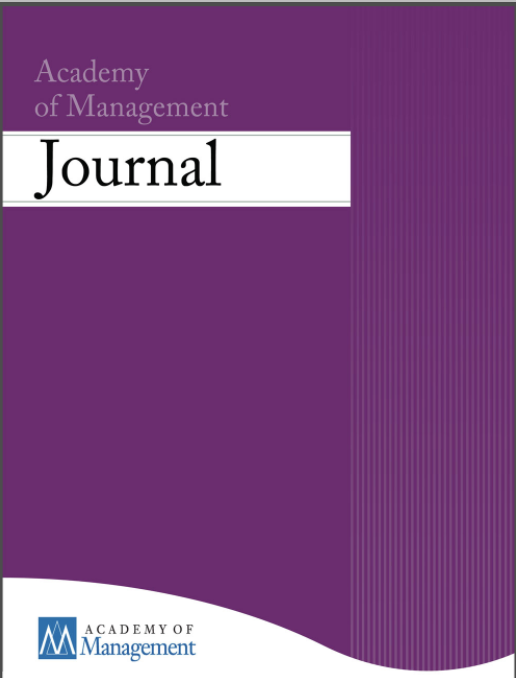 Academy
of Management
Journal
ACADEMY OF
Management